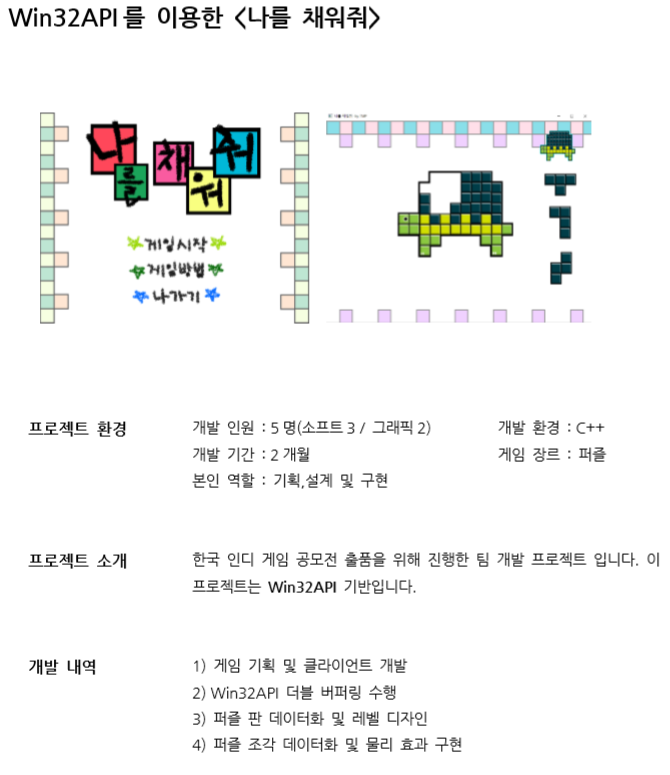 Win32API를 이용한 <나를 채워줘>
나를 채워줘
게임시작
게임방법
나가기
프로젝트 환경
개발 인원 : 5명(소프트3 / 그래픽2)
개발 환경 : C++
개발 기간 : 2개월
게임 장르 : 퍼즐
본인 역할 : 기획,설계 및 구현
프로젝트 소개
한국 인디 게임 공모전 출품을 위해 진행한 팀 개발 프로젝트 입니다. 이
프로젝트는 Win32API 기반입니다.
개발 내역
1) 게임 기획 및 클라이언트 개발
2) Win32API 더블 버퍼링 수행
3) 퍼즐 판 데이터화 및 레벨 디자인
4) 퍼즐 조각 데이터화 및 물리 효과 구현